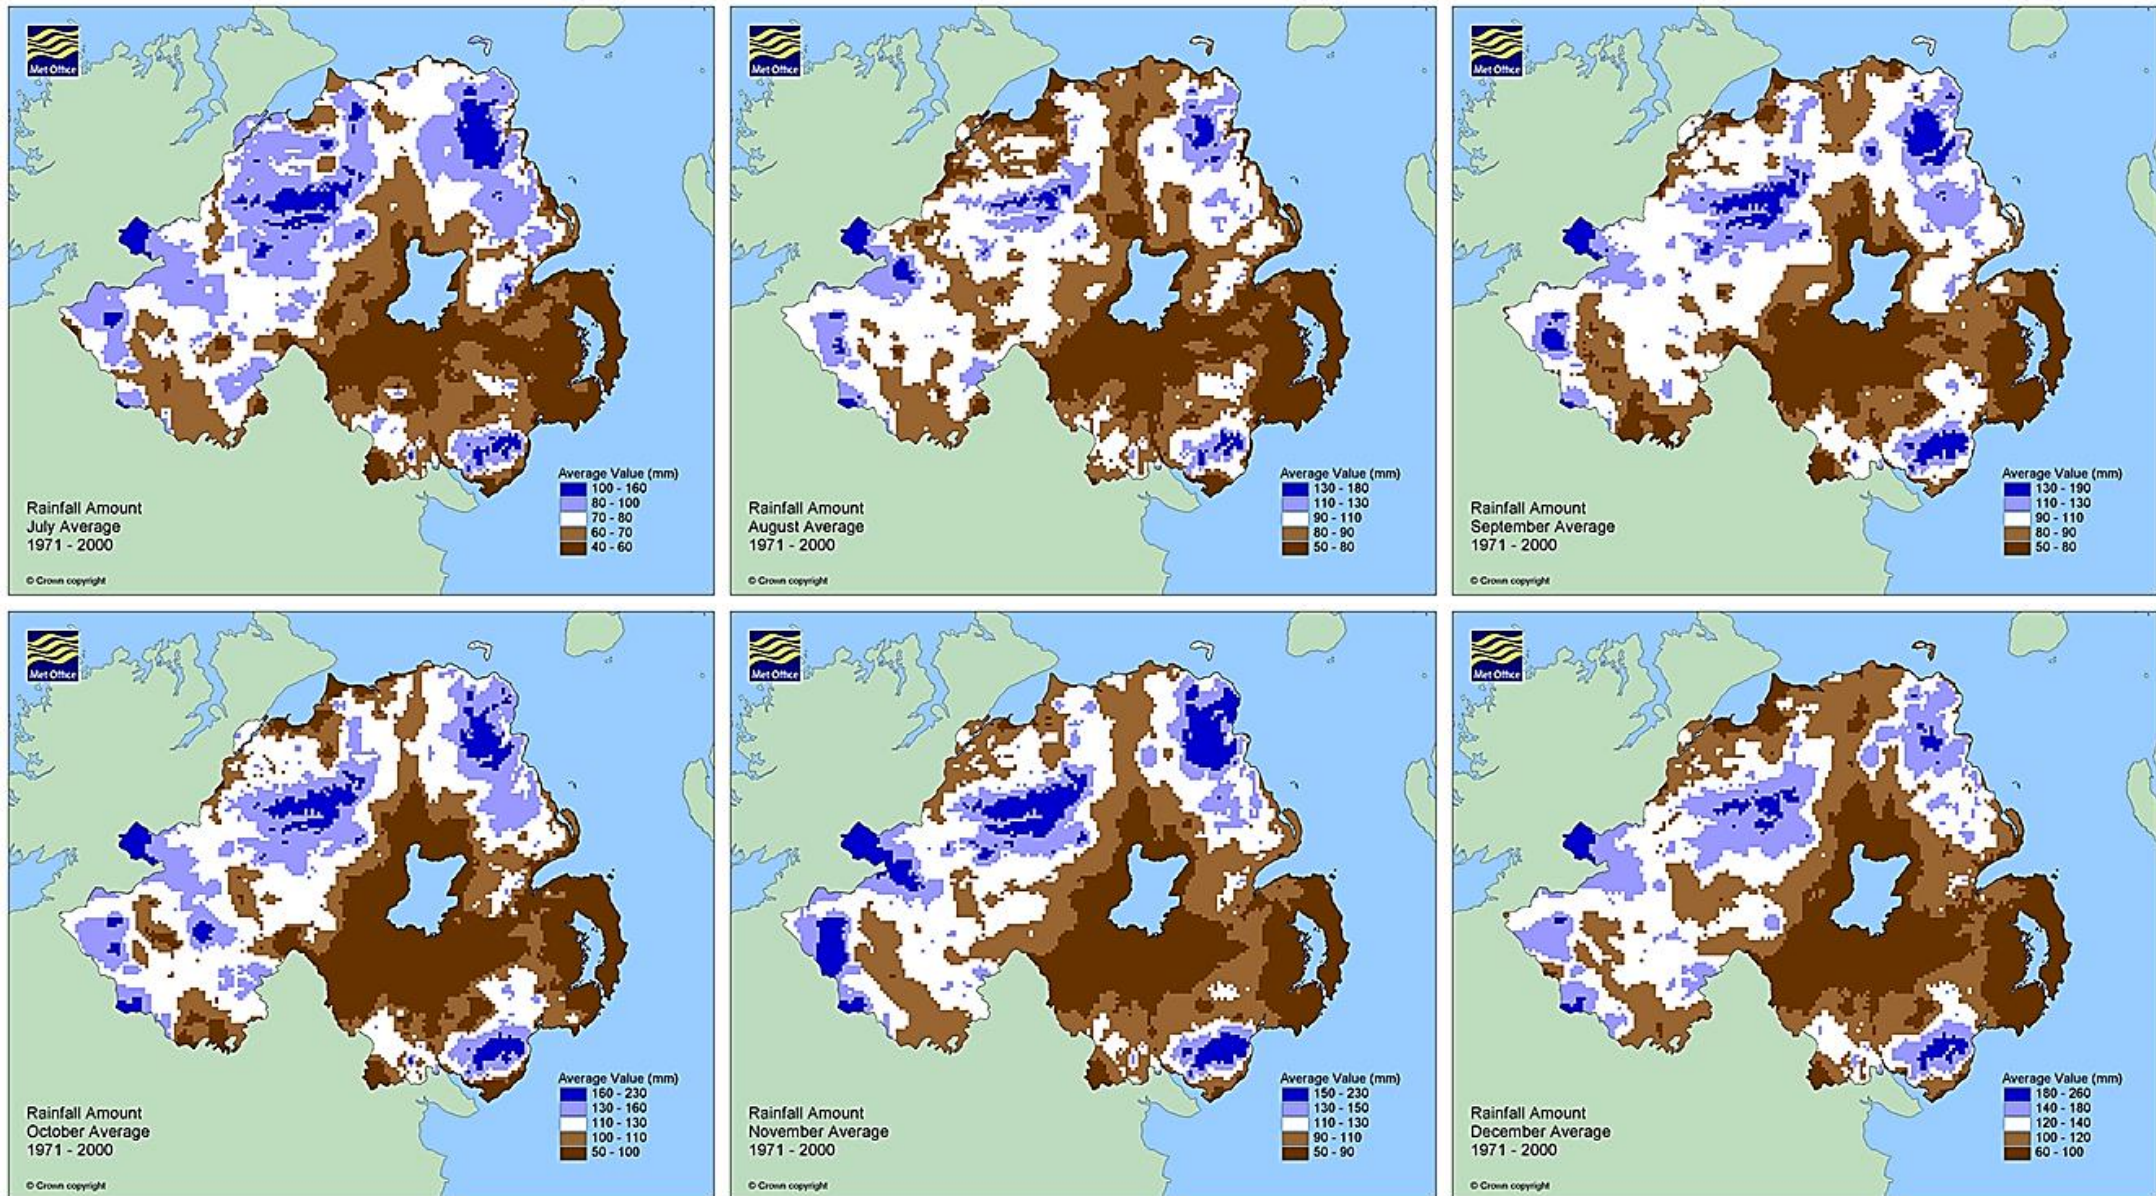 Met Office
Average Value (mm)
100 - 160
80 - 100
70 - 80
60 - 70
40 - 60
Rainfall Amount
July Average
1971 - 2000
© Crown copyright
Met Office
Average Value (mm)
130 - 180
110 - 130
90 - 110
80 - 90
50 - 80
Rainfall Amount
August Average
1971 - 2000
© Crown copyright
Met Office
Average Value (mm)
130 - 190
110 - 130
90 - 110
80 - 90
50 - 80
Rainfall Amount
September Average
1971 - 2000
© Crown copyright
Met Office
Average Value (mm)
160 - 230
130 - 160
110 - 130
100 - 110
50 - 100
Rainfall Amount
October Average
1971 - 2000
© Crown copyright
Met Office
Average Value (mm)
150 - 230
130 - 150
110 - 130
90 - 110
50 - 90
Rainfall Amount
November Average
1971 - 2000
© Crown copyright
Met Office
Average Value (mm)
180 - 260
140 - 180
120 - 140
100 - 120
60 - 100
Rainfall Amount
December Average
1971 - 2000
© Crown copyright